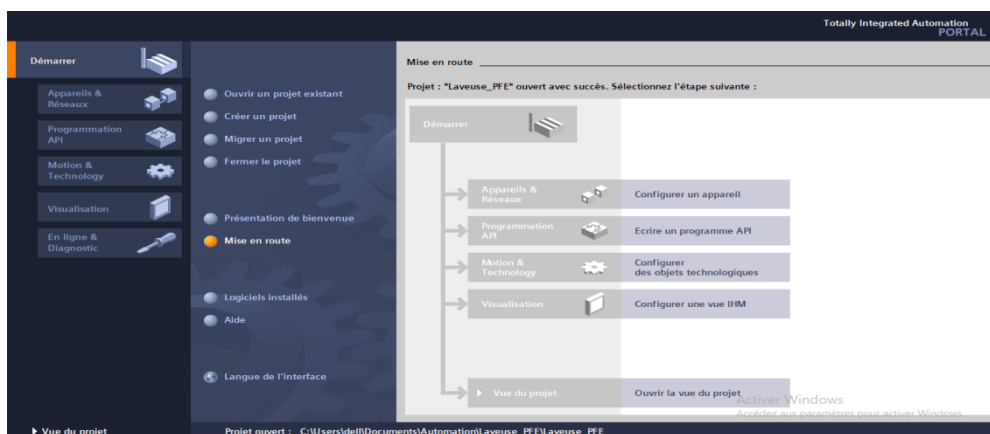 Totally Integrated Automation
PORTAL
Démarrer
Appareils &
Réseaux
Programmation
API
Motion &
Technology
Visualisation
En ligne &
Diagnostic
Vue du projet
Ouvrir un projet existant
Créer un projet
Migrer un projet
Fermer le projet
Présentation de bienvenue
Mise en route
Logiciels installés
Aide
Langue de l'interface
Mise en route
Projet : "Laveuse_PFE" ouvert avec succès. Sélectionnez l'étape suivante :
Démarrer
Appareils &
Réseaux
Configurer un appareil
Programmation
API
Ecrire un programme API
Motion &
Technology
Configurer
des objets technologiques
Visualisation
Configurer une vue IHM
Vue du projet
Ouvrir la vue du projet
Activer Windows
Accédez aux paramètres pour activer Windows.
Projet ouvert : C:\Users\dell\Documents\Automation\Laveuse_PFE\Laveuse_PFE